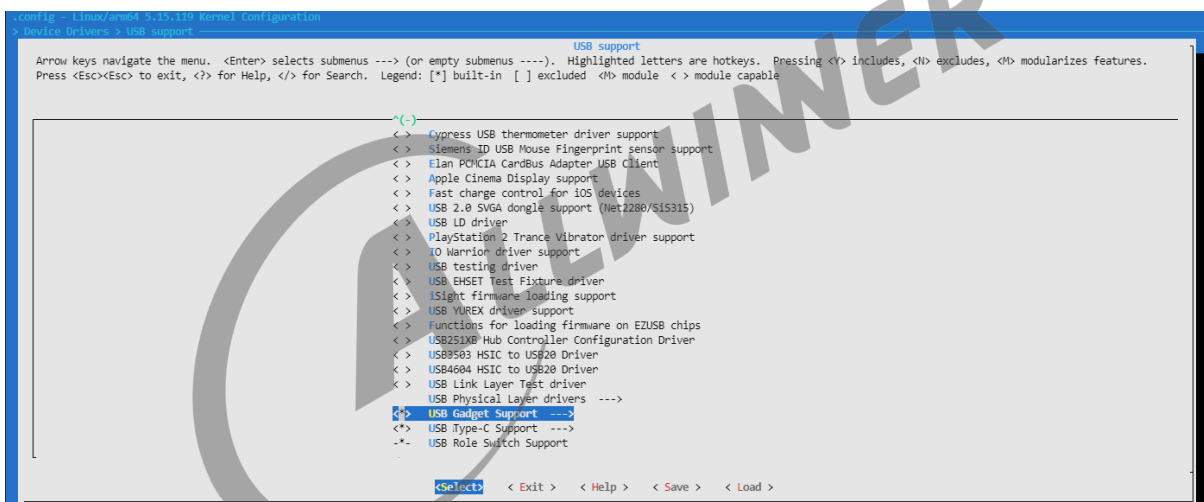 .config - Linux/arm64 5.15.119 Kernel Configuration
> Device Drivers > USB support
USB support
Arrow keys navigate the menu. <Enter> selects submenus ---> (or empty submenus ----). Highlighted letters are hotkeys. Pressing <Y> includes, <N> excludes, <M> modularizes features.
Press <Esc><Esc> to exit, <?> for Help, </> for Search. Legend: [*] built-in [ ] excluded <M> module < > module capable
^(-)
< > Cypress USB thermometer driver support
< > Siemens ID USB Mouse Fingerprint sensor support
< > Elan PCMCIA CardBus Adapter USB Client
< > Apple Cinema Display support
< > Fast charge control for iOS devices
< > USB 2.0 SVGA dongle support (Net2280/SiS315)
< > USB LD driver
< > PlayStation 2 Trance Vibrator driver support
< > IO Warrior driver support
< > USB testing driver
< > USB EHSET Test Fixture driver
< > iSight firmware loading support
< > USB YUREX driver support
< > Functions for loading firmware on EZUSB chips
< > USB251XB Hub Controller Configuration Driver
< > USB3503 HSIC to USB20 Driver
< > USB4604 HSIC to USB20 Driver
< > USB Link Layer Test driver
USB Physical Layer drivers --->
<*> USB Gadget Support --->
<*> USB Type-C Support --->
-*- USB Role Switch Support
<Select> < Exit > < Help > < Save > < Load >
ALLWINNER